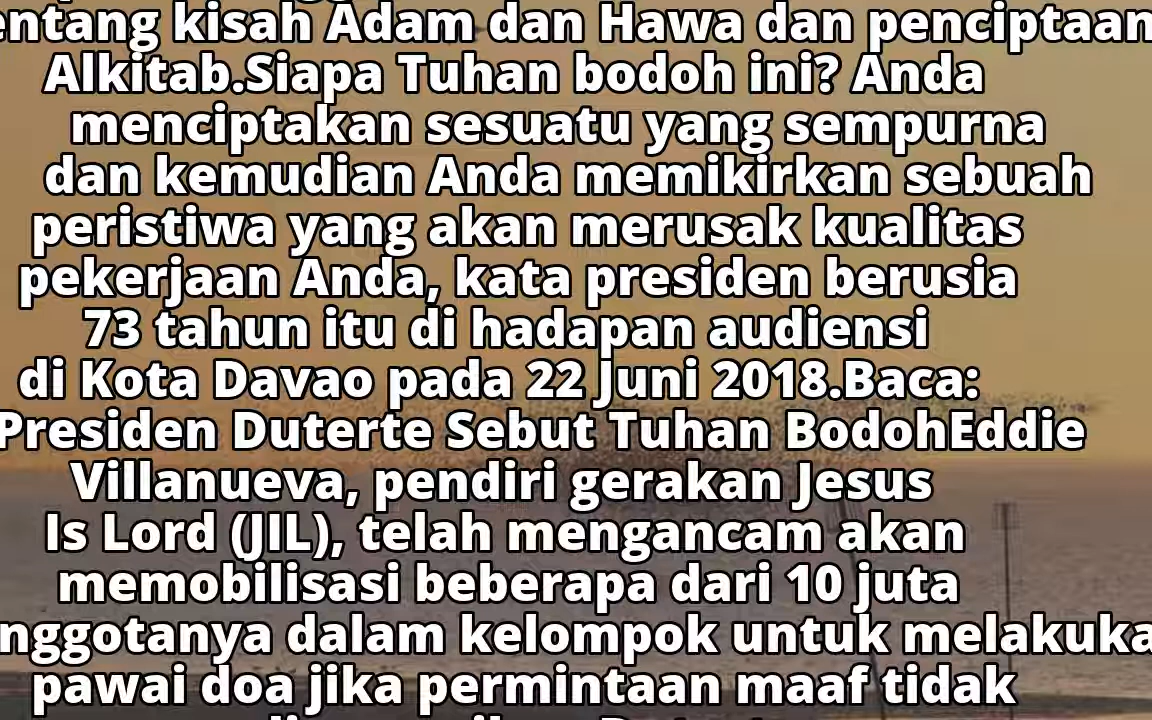 entang kisah Adam dan Hawa dan penciptaan
Alkitab.Siapa Tuhan bodoh ini? Anda
menciptakan sesuatu yang sempurna
dan kemudian Anda memikirkan sebuah
peristiwa yang akan merusak kualitas
pekerjaan Anda, kata presiden berusia
73 tahun itu di hadapan audiensi
di Kota Davao pada 22 Juni 2018.Baca:
Presiden Duterte Sebut Tuhan BodohEddie
Villanueva, pendiri gerakan Jesus
Is Lord (JIL), telah mengancam akan
memobilisasi beberapa dari 10 juta
nggotanya dalam kelompok untuk melakuka
pawai doa jika permintaan maaf tidak